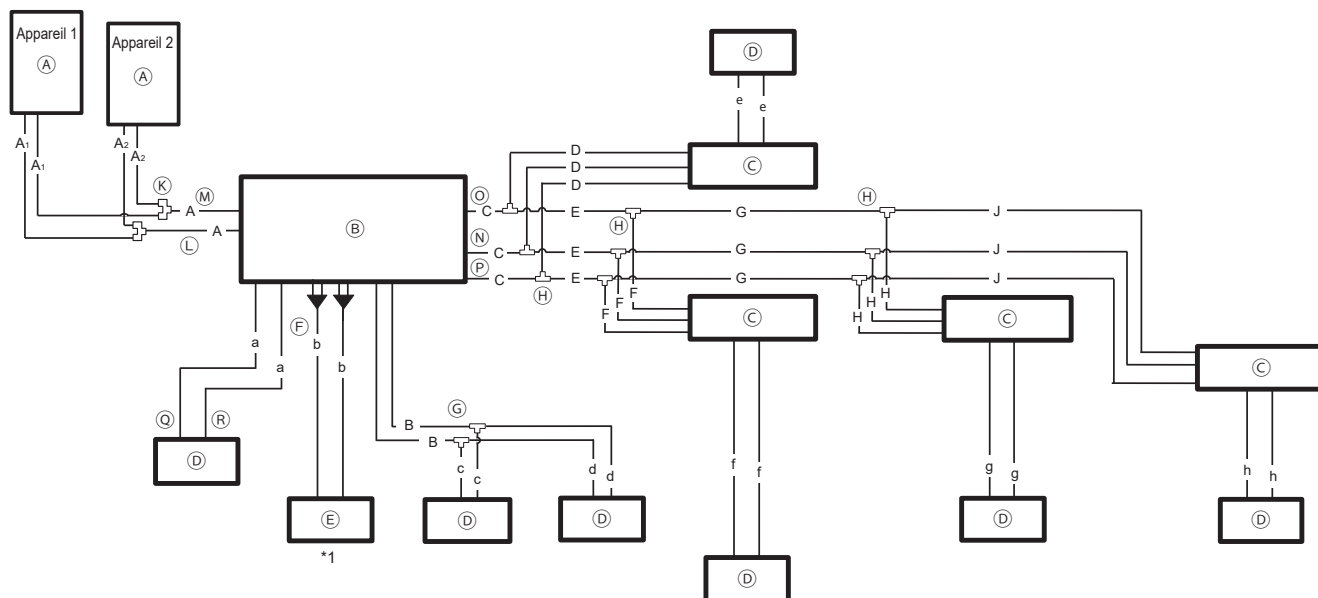 Appareil 1
Ⓐ
Appareil 2
Ⓐ
A1
A1
A2
A2
Ⓚ
Ⓜ
A
A
Ⓛ
Ⓑ
Ⓓ
e e
Ⓒ
D
D
D
Ⓞ
C
E
Ⓗ
G
Ⓗ
J
Ⓝ
C
E
G
J
Ⓟ
C
Ⓗ
E
G
J
F
F
F
Ⓒ
H
H
H
Ⓒ
Ⓒ
a
a
Ⓕ
b
b
Ⓠ Ⓡ
Ⓓ
Ⓖ
B
B
c c
d d
Ⓔ
*1
Ⓓ
Ⓓ
f f
Ⓓ
g g
Ⓓ
h h
Ⓓ